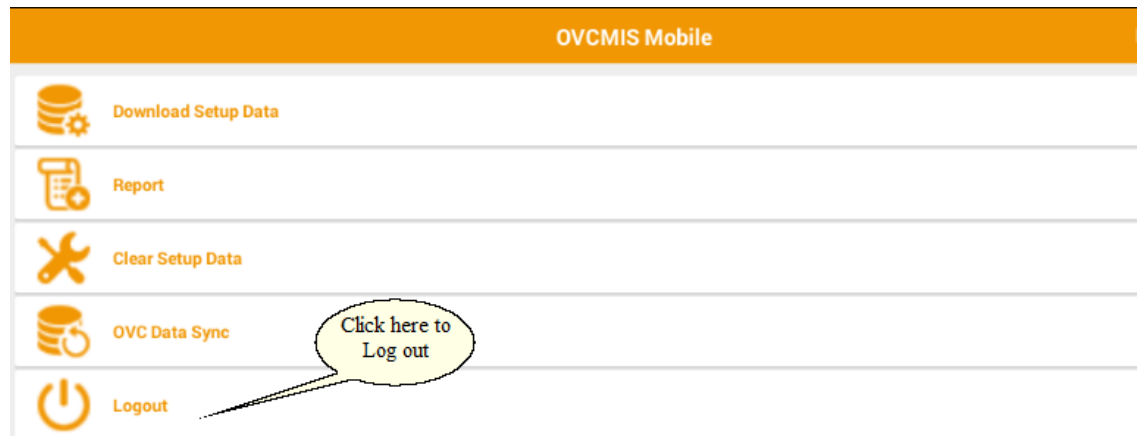 OVCMIS Mobile
Download Setup Data
Report
Clear Setup Data
OVC Data Sync
Click here to
Log out
Logout